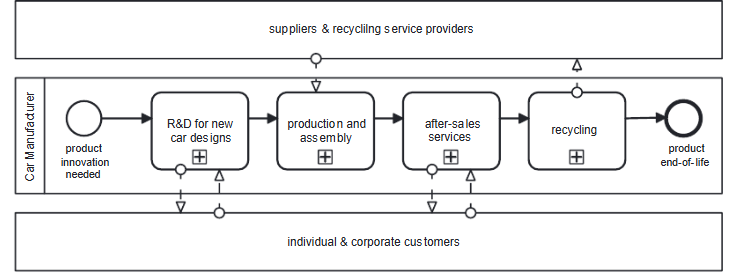 suppliers & recyclilng service providers
Car Manufacturer
R&D for new
car designs
production and
assembly
after-sales
services
recycling
product
innovation
needed
product
end-of-life
individual & corporate customers